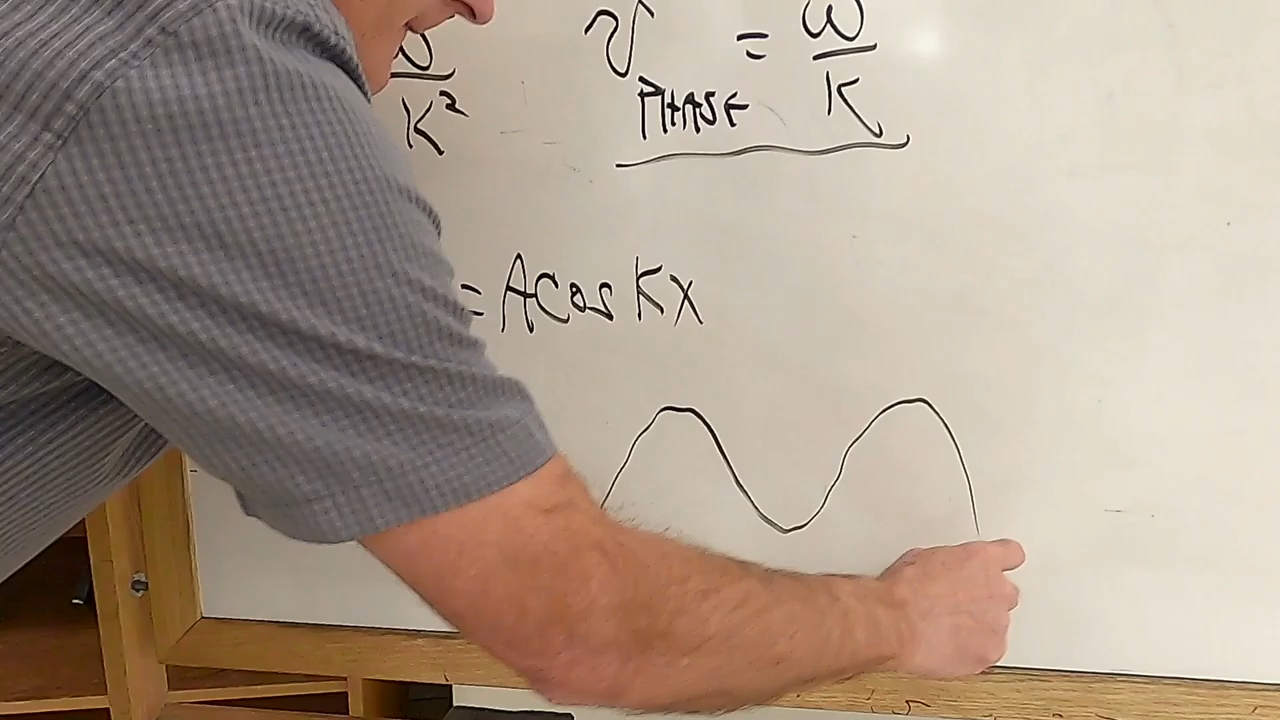 K² v PHASE = ω/K
= A cos Kx